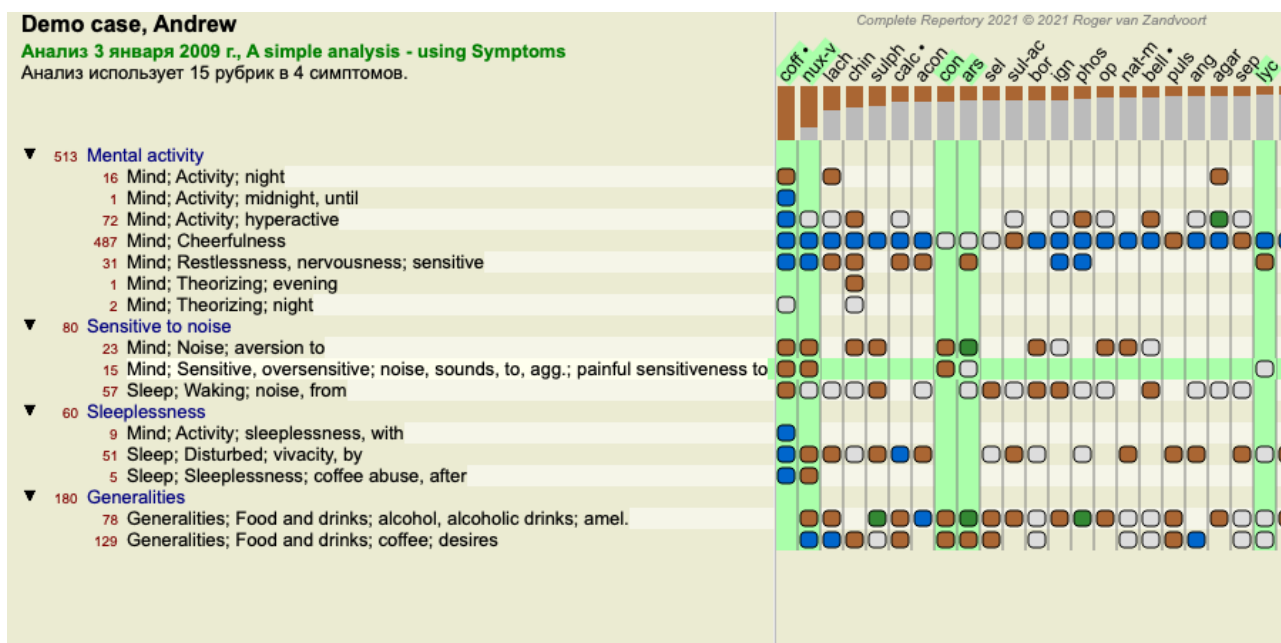 Demo case, Andrew
Complete Repertory 2021 © 2021 Roger van Zandvoort
Анализ 3 января 2009 г., A simple analysis - using Symptoms
Анализ использует 15 рубрик в 4 симптомов.
coff • nux-v lach chin sulph calc • acon con ars sel sul-ac bor ign phos op nat-m bell • puls ang agar sep lyc
▼ 513 Mental activity
16 Mind; Activity; night
1 Mind; Activity; midnight, until
72 Mind; Activity; hyperactive
487 Mind; Cheerfulness
31 Mind; Restlessness, nervousness; sensitive
1 Mind; Theorizing; evening
2 Mind; Theorizing; night
▼ 80 Sensitive to noise
23 Mind; Noise; aversion to
15 Mind; Sensitive, oversensitive; noise, sounds, to, agg.; painful sensitiveness to
57 Sleep; Waking; noise, from
▼ 60 Sleeplessness
9 Mind; Activity; sleeplessness, with
51 Sleep; Disturbed; vivacity, by
5 Sleep; Sleeplessness; coffee abuse, after
▼ 180 Generalities
78 Generalities; Food and drinks; alcohol, alcoholic drinks; amel.
129 Generalities; Food and drinks; coffee; desires